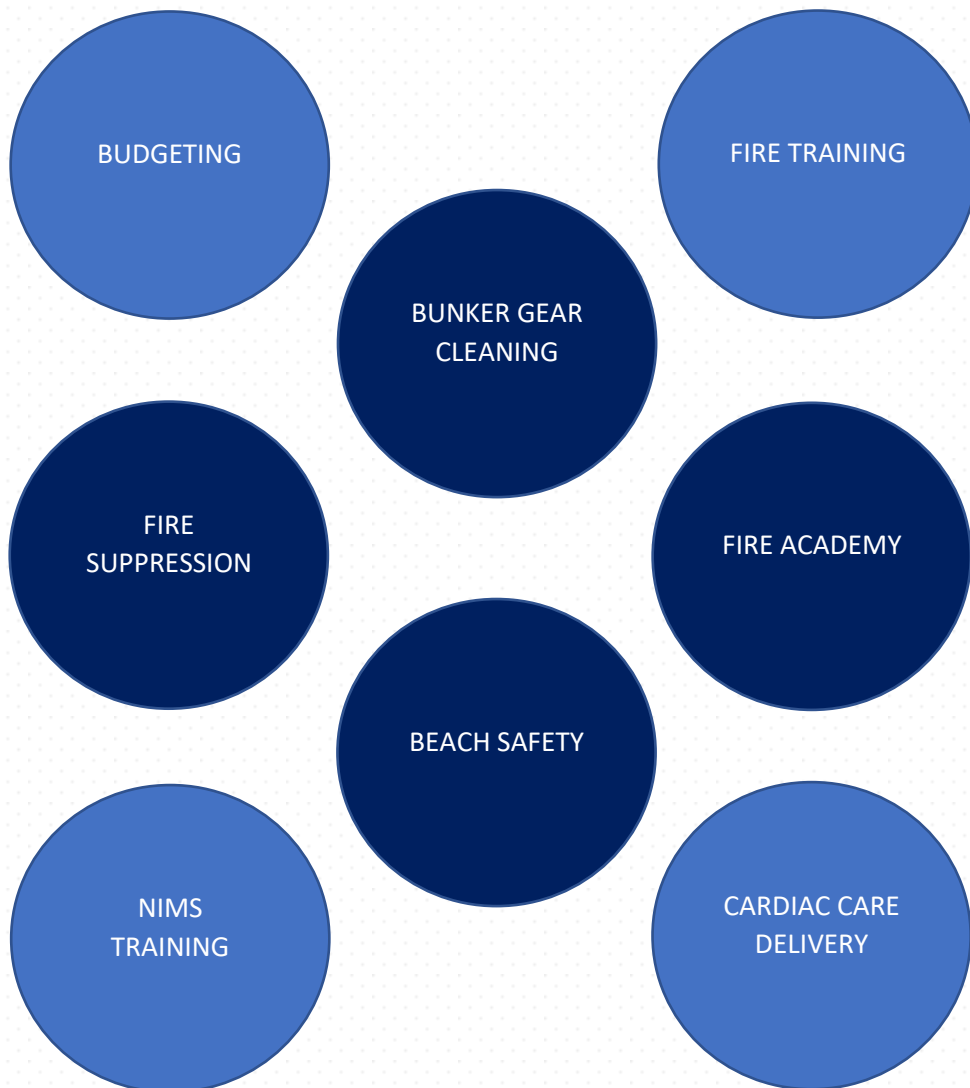 BUDGETING
FIRE TRAINING
BUNKER GEAR
CLEANING
FIRE
SUPPRESSION
FIRE ACADEMY
BEACH SAFETY
NIMS
TRAINING
CARDIAC CARE
DELIVERY